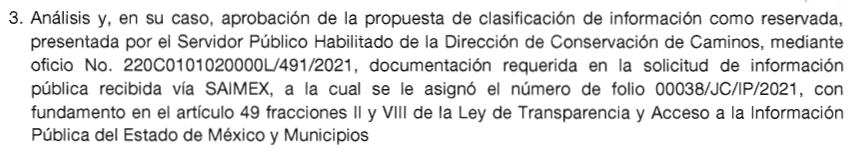 3. Análisis y, en su caso, aprobación de la propuesta de clasificación de información como reservada,
presentada por el Servidor Público Habilitado de la Dirección de Conservación de Caminos, mediante
oficio No. 220C0101020000L/491/2021, documentación requerida en la solicitud de información
pública recibida vía SAIMEX, a la cual se le asignó el número de folio 00038/JC/IP/2021, con
fundamento en el artículo 49 fracciones II y VIII de la Ley de Transparencia y Acceso a la Información
Pública del Estado de México y Municipios